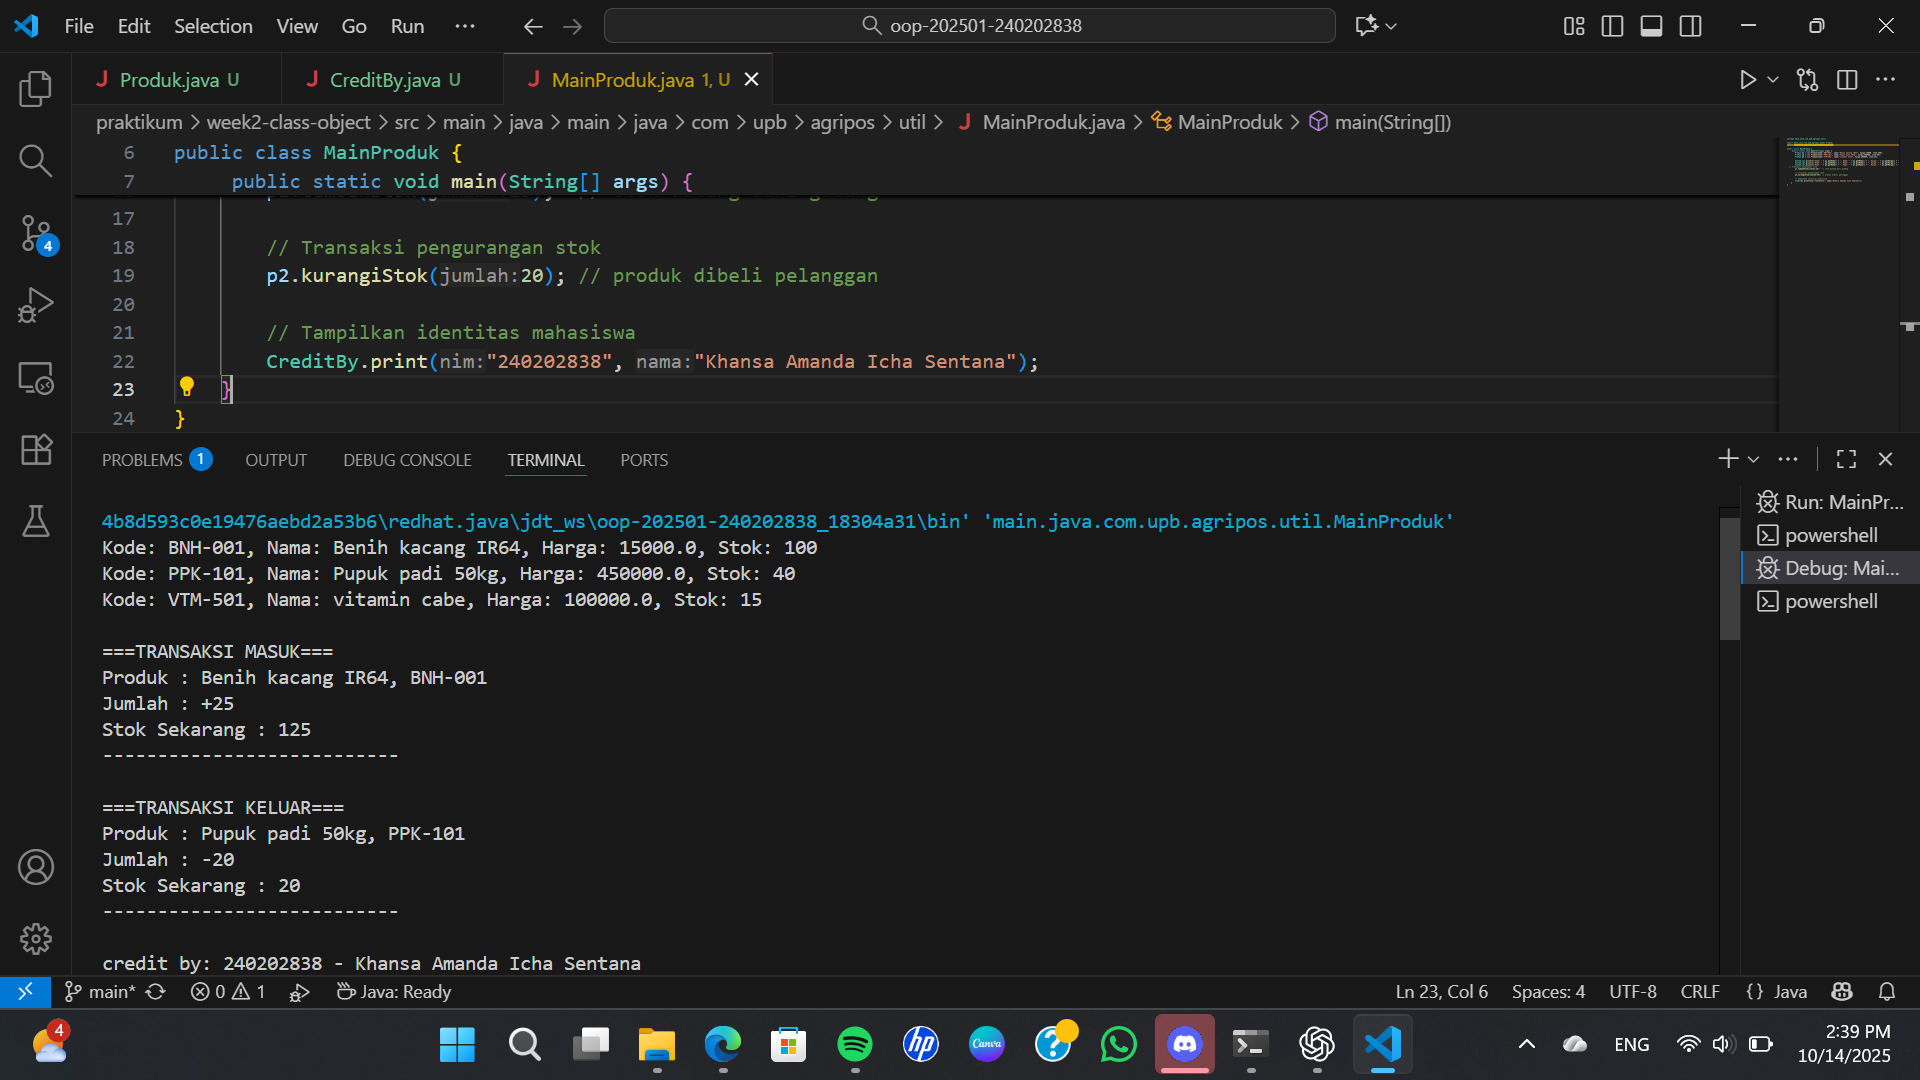 File Edit Selection View Go Run ···
oop-202501-240202838
Produk.java U
CreditBy.java U
MainProduk.java 1, U
praktikum > week2-class-object > src > main > java > main > java > com > upb > agripos > util > MainProduk.java > MainProduk > main(String[])
6 public class MainProduk {
7 public static void main(String[] args) {
17
18 // Transaksi pengurangan stok
19 p2.kurangiStok(jumlah:20); // produk dibeli pelanggan
20
21 // Tampilkan identitas mahasiswa
22 CreditBy.print(nim:"240202838", nama:"Khansa Amanda Icha Sentana");
23 }
24 }
PROBLEMS 1 OUTPUT DEBUG CONSOLE TERMINAL PORTS
4b8d593c0e19476aebd2a53b6\redhat.java\jdt_ws\oop-202501-240202838_18304a31\bin' 'main.java.com.upb.agripos.util.MainProduk'
Kode: BNH-001, Nama: Benih kacang IR64, Harga: 15000.0, Stok: 100
Kode: PPK-101, Nama: Pupuk padi 50kg, Harga: 450000.0, Stok: 40
Kode: VTM-501, Nama: vitamin cabe, Harga: 100000.0, Stok: 15
===TRANSAKSI MASUK===
Produk : Benih kacang IR64, BNH-001
Jumlah : +25
Stok Sekarang : 125
---------------------------
===TRANSAKSI KELUAR===
Produk : Pupuk padi 50kg, PPK-101
Jumlah : -20
Stok Sekarang : 20
---------------------------
credit by: 240202838 - Khansa Amanda Icha Sentana
Run: MainPr...
powershell
Debug: Mai...
powershell
4
main* 0 1 Java: Ready
Ln 23, Col 6 Spaces: 4 UTF-8 CRLF {} Java
4
hp
Canva
ENG
2:39 PM
10/14/2025